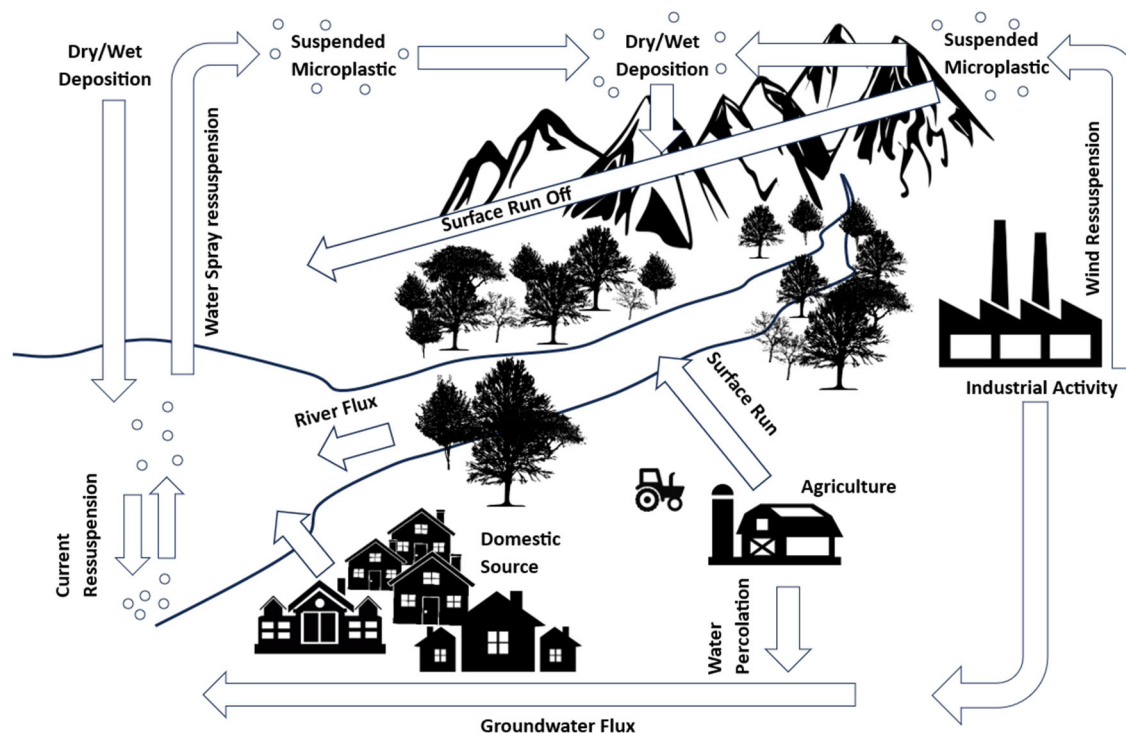 Dry/Wet
Deposition
Suspended
Microplastic
Dry/Wet
Deposition
Suspended
Microplastic
Water Spray ressuspension
Surface Run Off
Wind Ressuspension
Industrial Activity
River Flux
Surface Run
Agriculture
Current
Ressuspension
Domestic
Source
Water
Percolation
Groundwater Flux